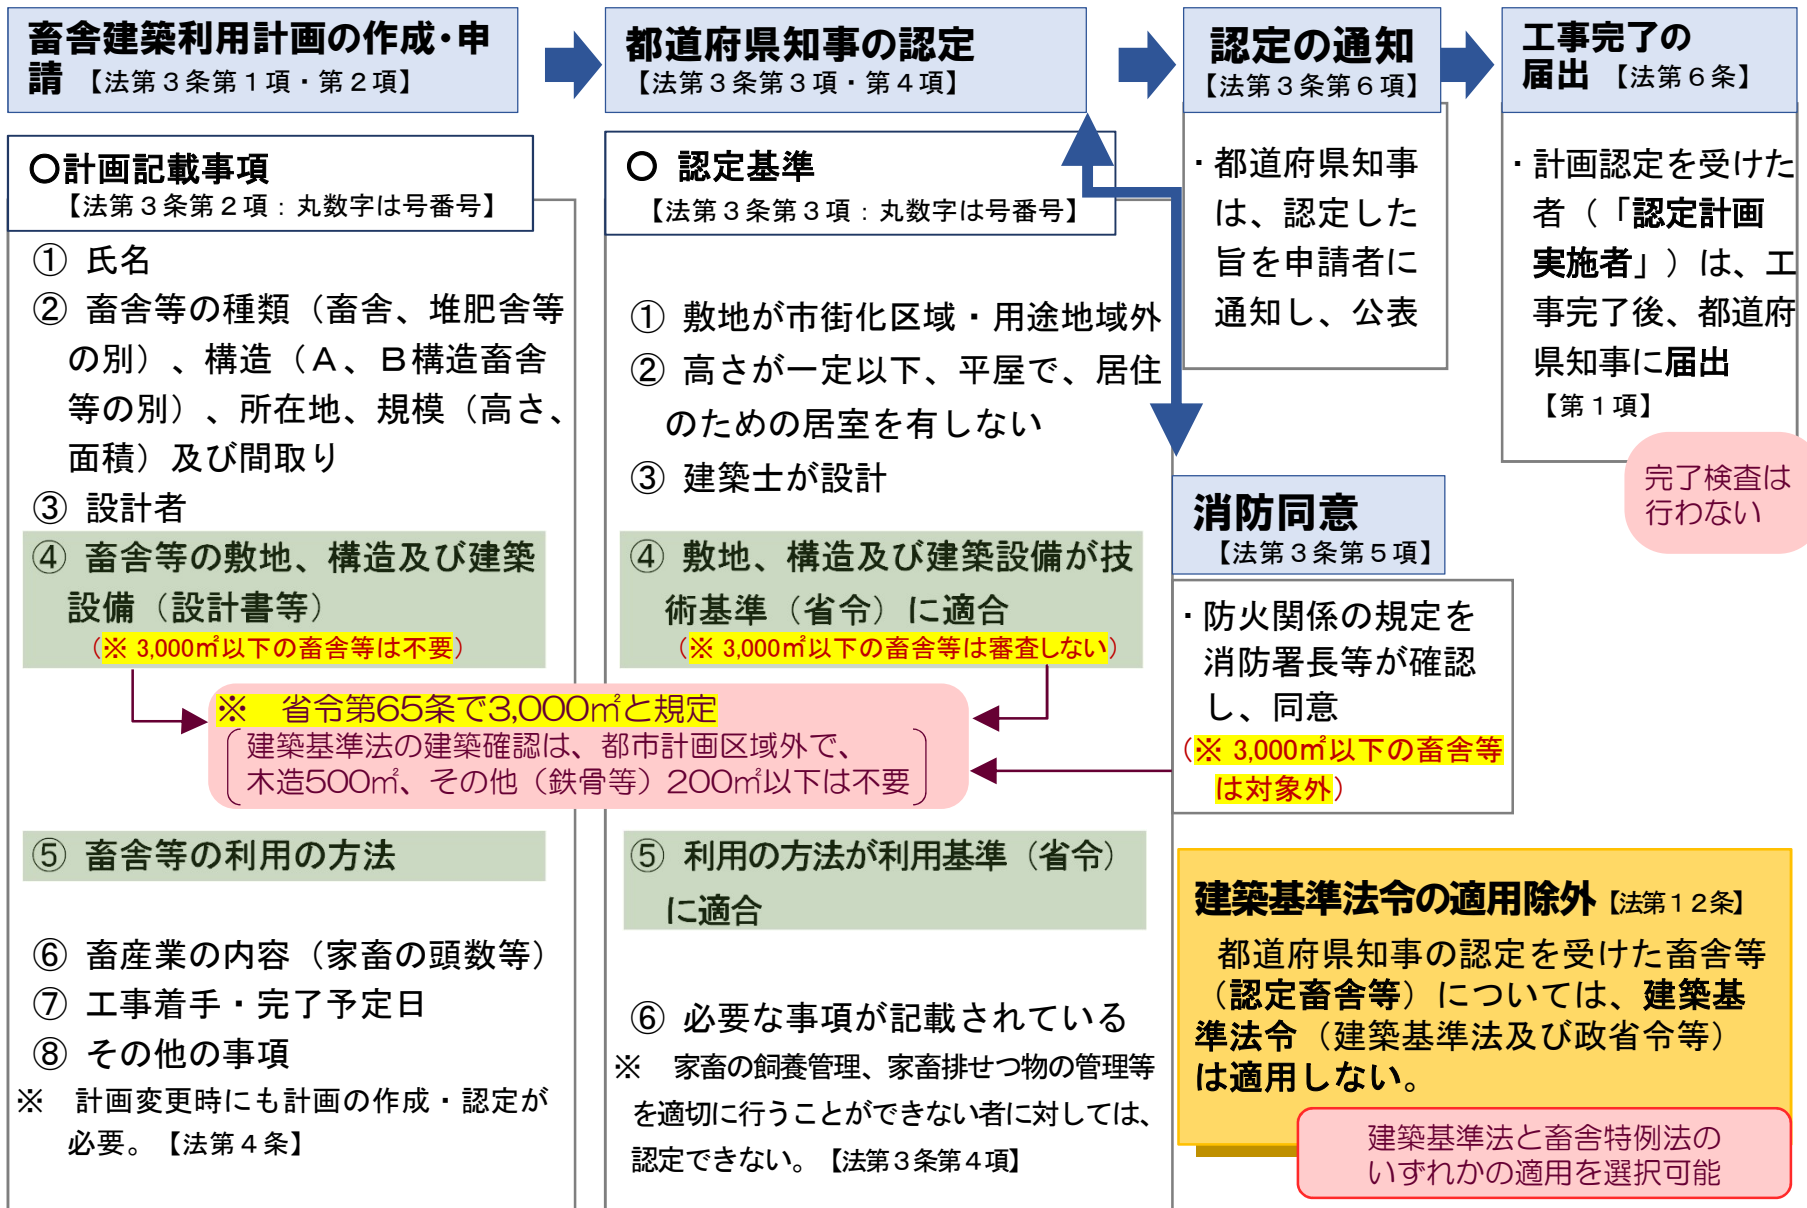 畜舎建築利用計画の作成・申
請 【法第３条第１項・第２項】
都道府県知事の認定
【法第３条第３項・第４項】
認定の通知
【法第３条第６項】
工事完了の
届出 【法第６条】
〇計画記載事項
【法第３条第２項：丸数字は号番号】
① 氏名
② 畜舎等の種類（畜舎、堆肥舎等
の別）、構造（Ａ、Ｂ構造畜舎
等の別）、所在地、規模（高さ、
面積）及び間取り
③ 設計者
④ 畜舎等の敷地、構造及び建築
設備（設計書等）
（※ 3,000㎡以下の畜舎等は不要）
⑤ 畜舎等の利用の方法
⑥ 畜産業の内容（家畜の頭数等）
⑦ 工事着手・完了予定日
⑧ その他の事項
※ 計画変更時にも計画の作成・認定が
必要。【法第４条】
〇 認定基準
【法第３条第３項：丸数字は号番号】
① 敷地が市街化区域・用途地域外
② 高さが一定以下、平屋で、居住
のための居室を有しない
③ 建築士が設計
④ 敷地、構造及び建築設備が技
術基準（省令）に適合
（※ 3,000㎡以下の畜舎等は審査しない）
※ 省令第65条で3,000㎡と規定
建築基準法の建築確認は、都市計画区域外で、
木造500㎡、その他（鉄骨等）200㎡以下は不要
⑤ 利用の方法が利用基準（省令）
に適合
⑥ 必要な事項が記載されている
※ 家畜の飼養管理、家畜排せつ物の管理等
を適切に行うことができない者に対しては、
認定できない。【法第３条第４項】
・都道府県知事
は、認定した
旨を申請者に
通知し、公表
消防同意
【法第３条第５項】
・防火関係の規定を
消防署長等が確認
し、同意
（※ 3,000㎡以下の畜舎等
は対象外）
・計画認定を受けた
者（「認定計画
実施者」）は、工
事完了後、都道府
県知事に届出
【第１項】
完了検査は
行わない
建築基準法令の適用除外【法第１２条】
都道府県知事の認定を受けた畜舎等
（認定畜舎等）については、建築基
準法令（建築基準法及び政省令等）
は適用しない。
建築基準法と畜舎特例法の
いずれかの適用を選択可能